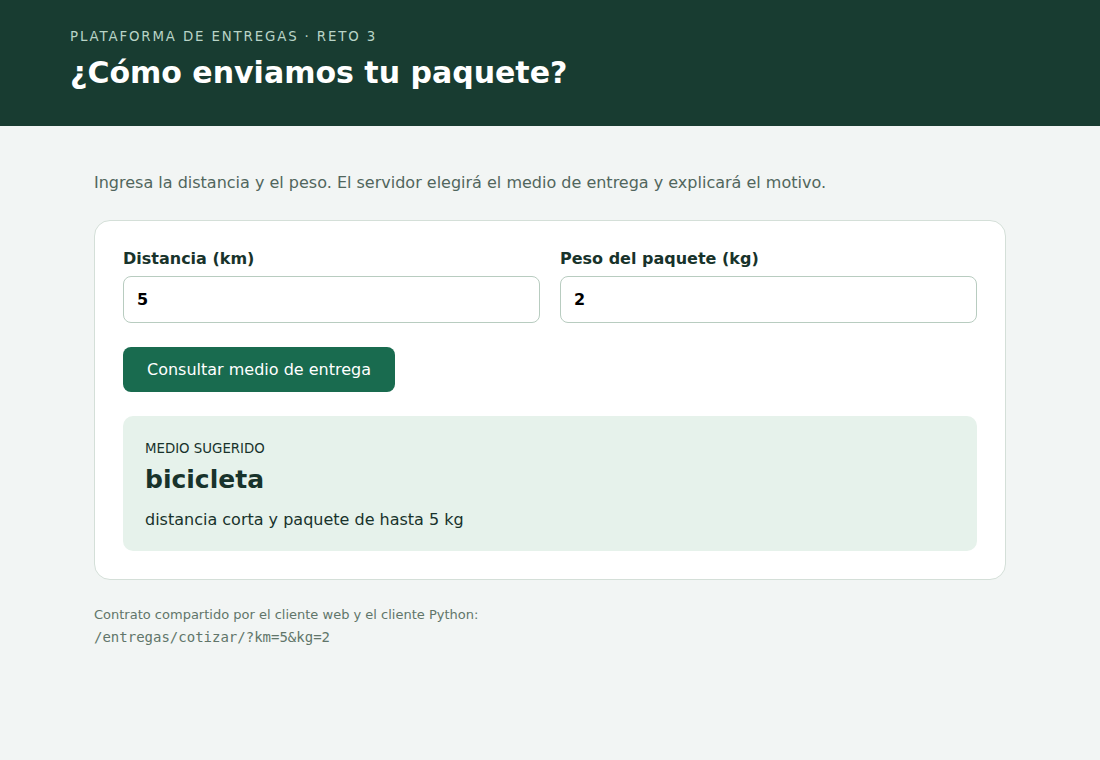 PLATAFORMA DE ENTREGAS · RETO 3
¿Cómo enviamos tu paquete?
Ingresa la distancia y el peso. El servidor elegirá el medio de entrega y explicará el motivo.
Distancia (km)
Peso del paquete (kg)
5
2
Consultar medio de entrega
MEDIO SUGERIDO
bicicleta
distancia corta y paquete de hasta 5 kg
Contrato compartido por el cliente web y el cliente Python:
/entregas/cotizar/?km=5&kg=2